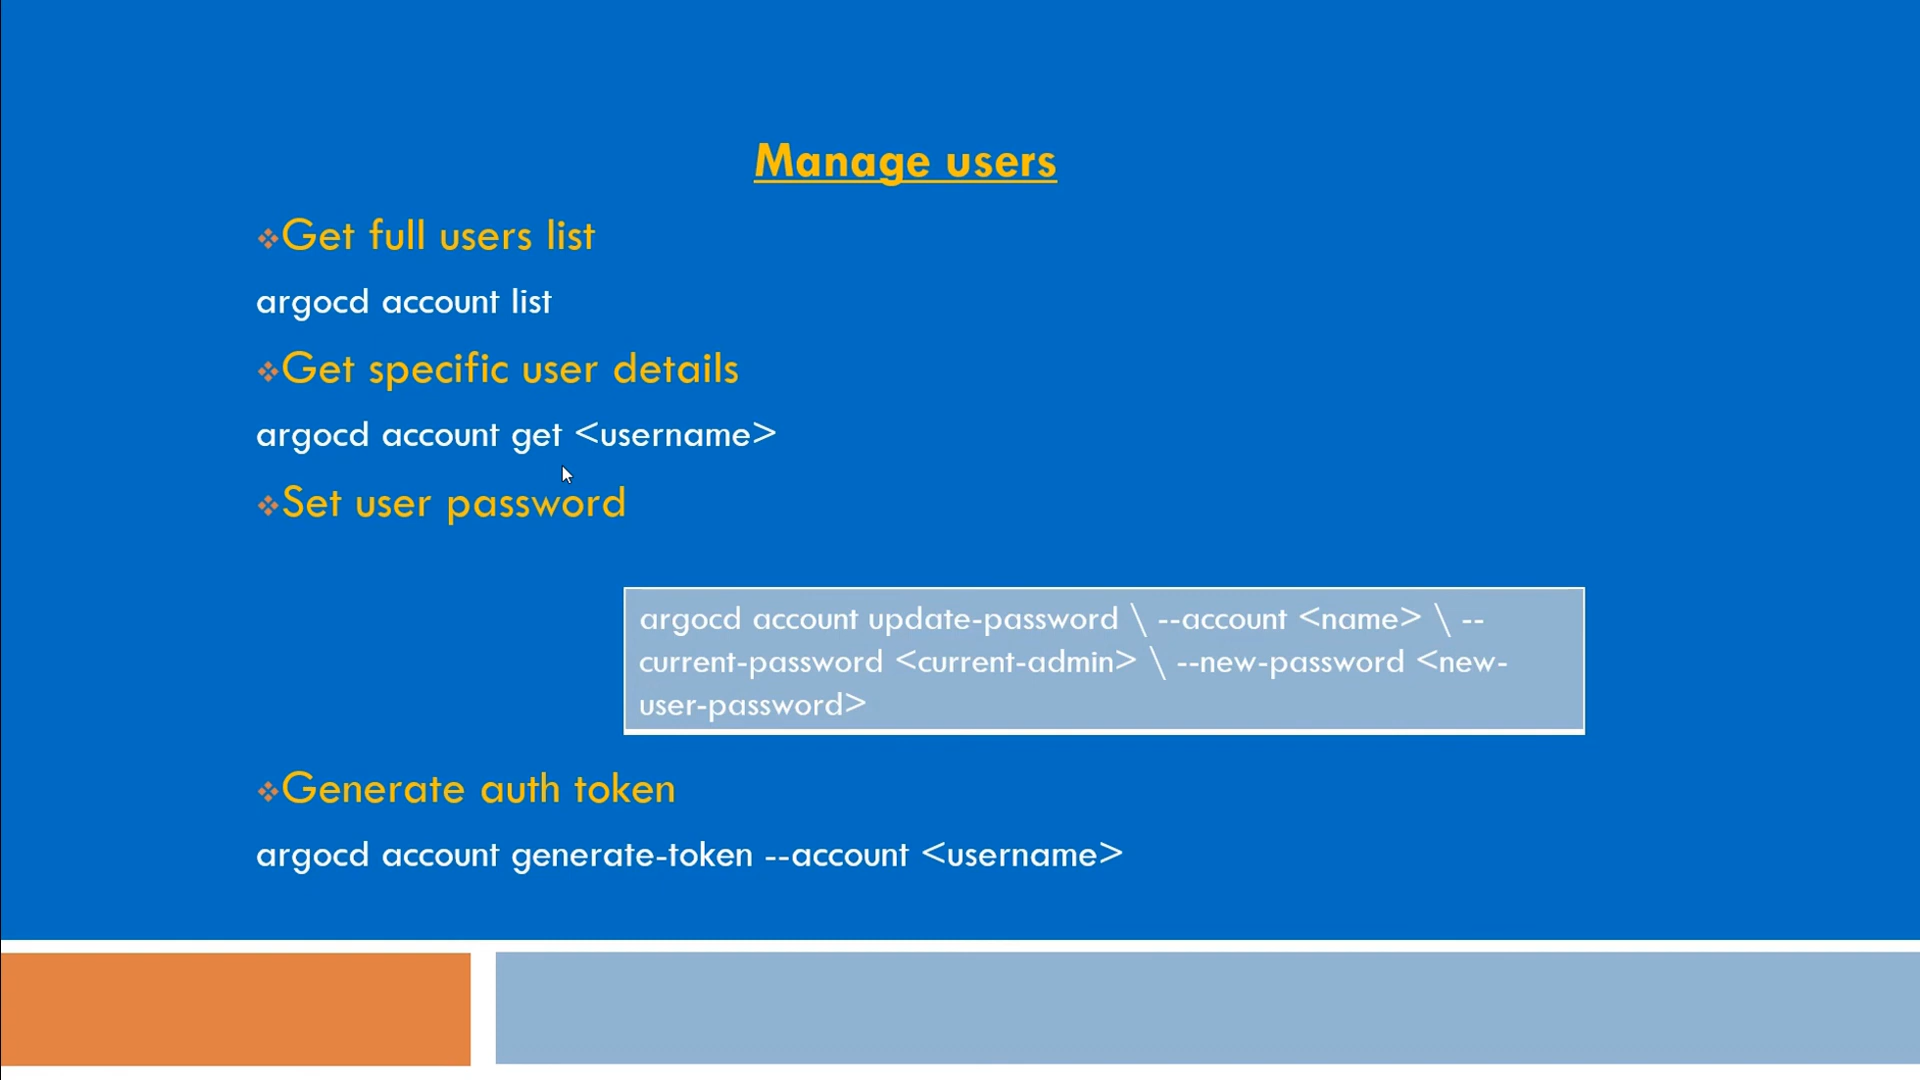 Manage users
❖Get full users list
argocd account list
❖Get specific user details
argocd account get <username>
❖Set user password
argocd account update-password \ --account <name> \ --
current-password <current-admin> \ --new-password <new-
user-password>
❖Generate auth token
argocd account generate-token --account <username>